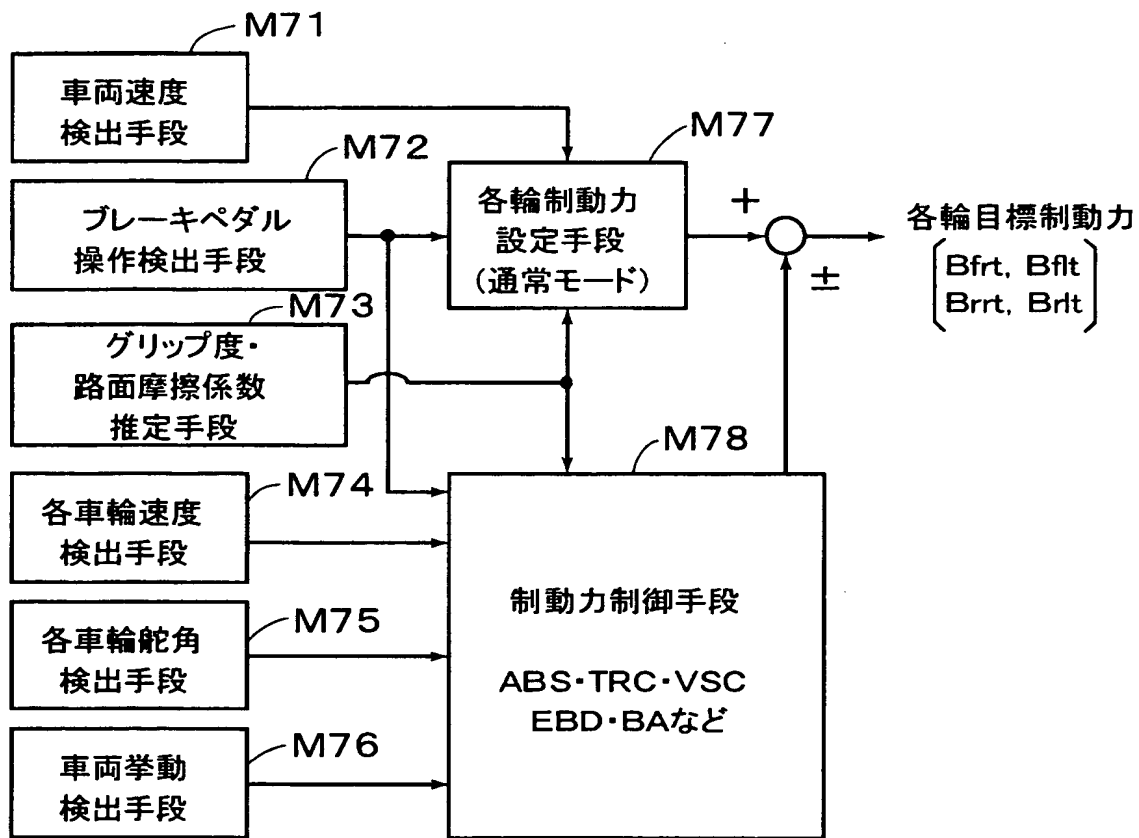 M71
車両速度
検出手段
M72
ブレーキペダル
操作検出手段
M73
グリップ度・
路面摩擦係数
推定手段
M74
各車輪速度
検出手段
M75
各車輪舵角
検出手段
M76
車両挙動
検出手段
M77
各輪制動力
設定手段
(通常モード)
M78
制動力制御手段
ABS・TRC・VSC
EBD・BAなど
+
±
各輪目標制動力
Bfrt, Bflt
Brrt, Brlt